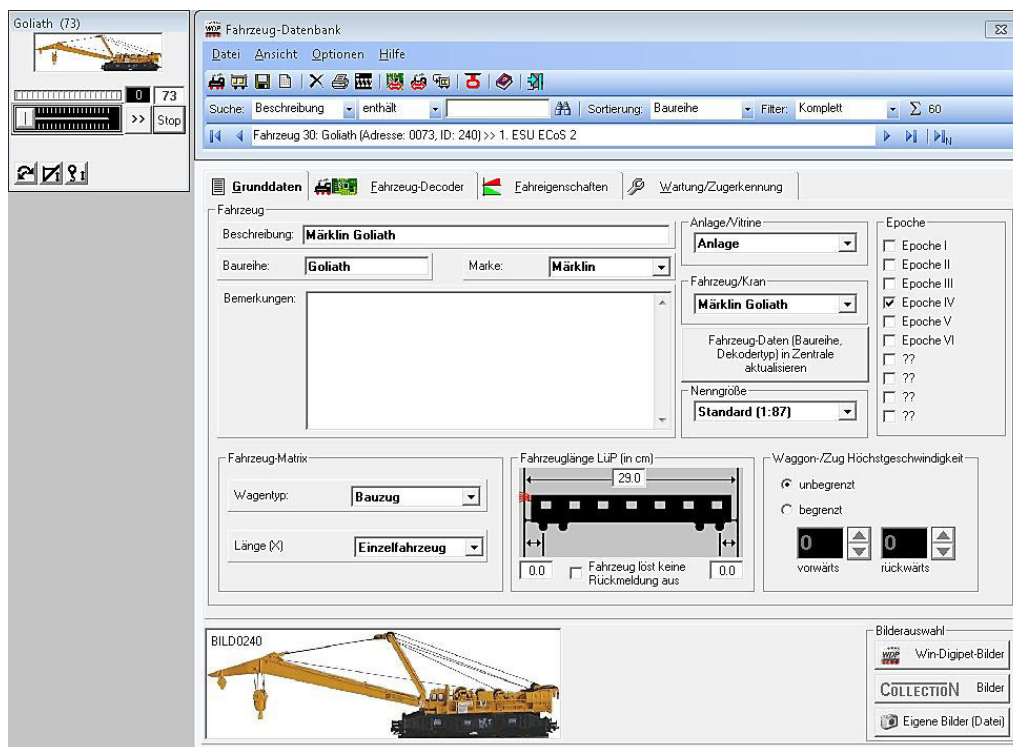 Goliath (73)
0 73
>> Stop
WDP Fahrzeug-Datenbank
Datei Ansicht Optionen Hilfe
Suche: Beschreibung enthält Sortierung: Baureihe Filter: Komplett Σ 60
Fahrzeug 30: Goliath (Adresse: 0073, ID: 240) >> 1. ESU ECoS 2
N
Grunddaten Fahrzeug-Decoder Fahreigenschaften Wartung/Zugerkennung
Fahrzeug
Beschreibung: Märklin Goliath
Baureihe: Goliath Marke: Märklin
Bemerkungen:
Anlage/Vitrine
Anlage
Fahrzeug/Kran
Märklin Goliath
Fahrzeug-Daten (Baureihe,
Dekodertyp) in Zentrale
aktualisieren
Nenngröße
Standard (1:87)
Epoche
Epoche I
Epoche II
Epoche III
Epoche IV
Epoche V
Epoche VI
??
??
??
??
Fahrzeug-Matrix
Wagentyp: Bauzug
Länge (X) Einzelfahrzeug
Fahrzeuglänge LüP (in cm)
29.0
0.0 Fahrzeug löst keine 0.0
Rückmeldung aus
Waggon-/Zug Höchstgeschwindigkeit
unbegrenzt
begrenzt
0 0
vorwärts rückwärts
BILD0240
Bilderauswahl
WDP Win-Digipet-Bilder
COLLECTION Bilder
Eigene Bilder (Datei)